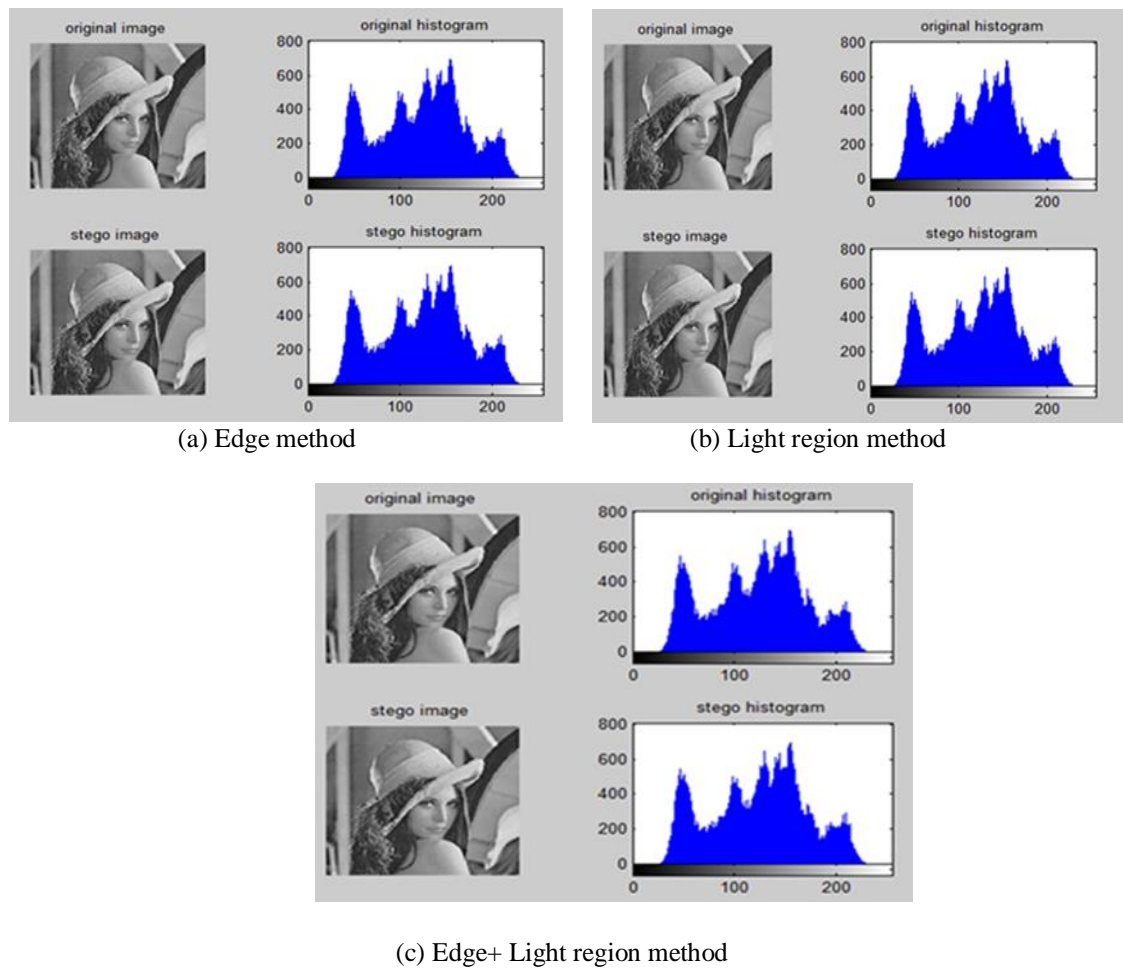 original image
original histogram
800
600
400
200
0
0 100 200
stego image
stego histogram
800
600
400
200
0
0 100 200
(a) Edge method
original image
original histogram
800
600
400
200
0
0 100 200
stego image
stego histogram
800
600
400
200
0
0 100 200
(b) Light region method
original image
original histogram
800
600
400
200
0
0 100 200
stego image
stego histogram
800
600
400
200
0
0 100 200
(c) Edge+ Light region method